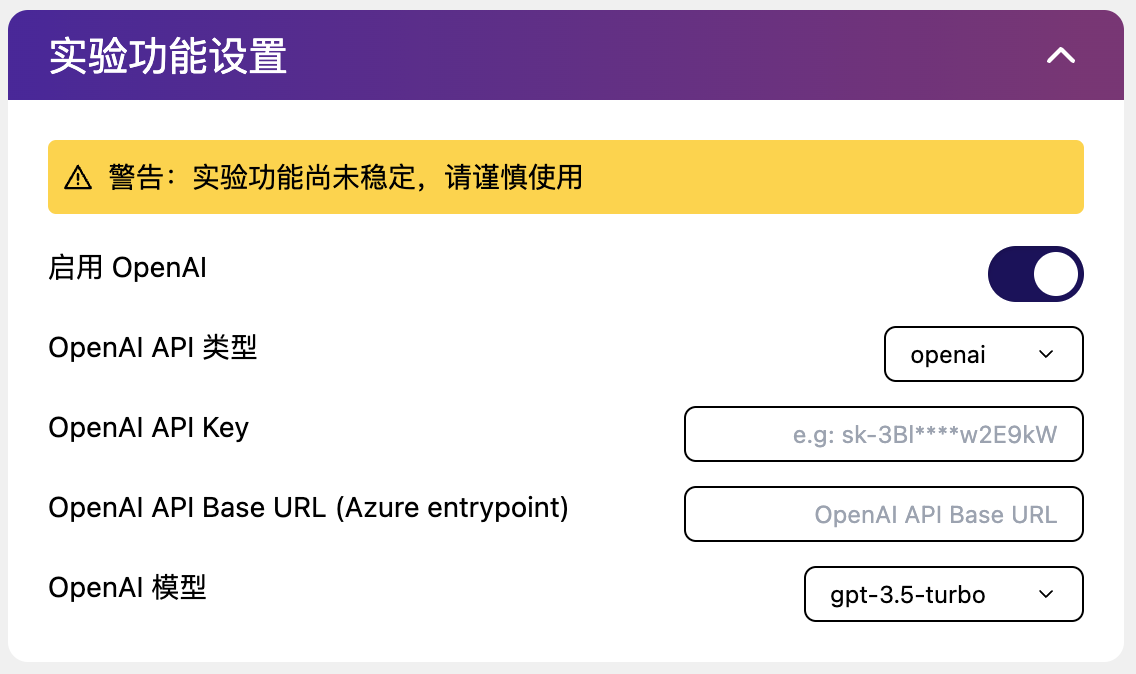 实验功能设置
警告：实验功能尚未稳定，请谨慎使用
启用 OpenAI
OpenAI API 类型
openai
OpenAI API Key
e.g: sk-3Bl****w2E9kW
OpenAI API Base URL (Azure entrypoint)
OpenAI API Base URL
OpenAI 模型
gpt-3.5-turbo